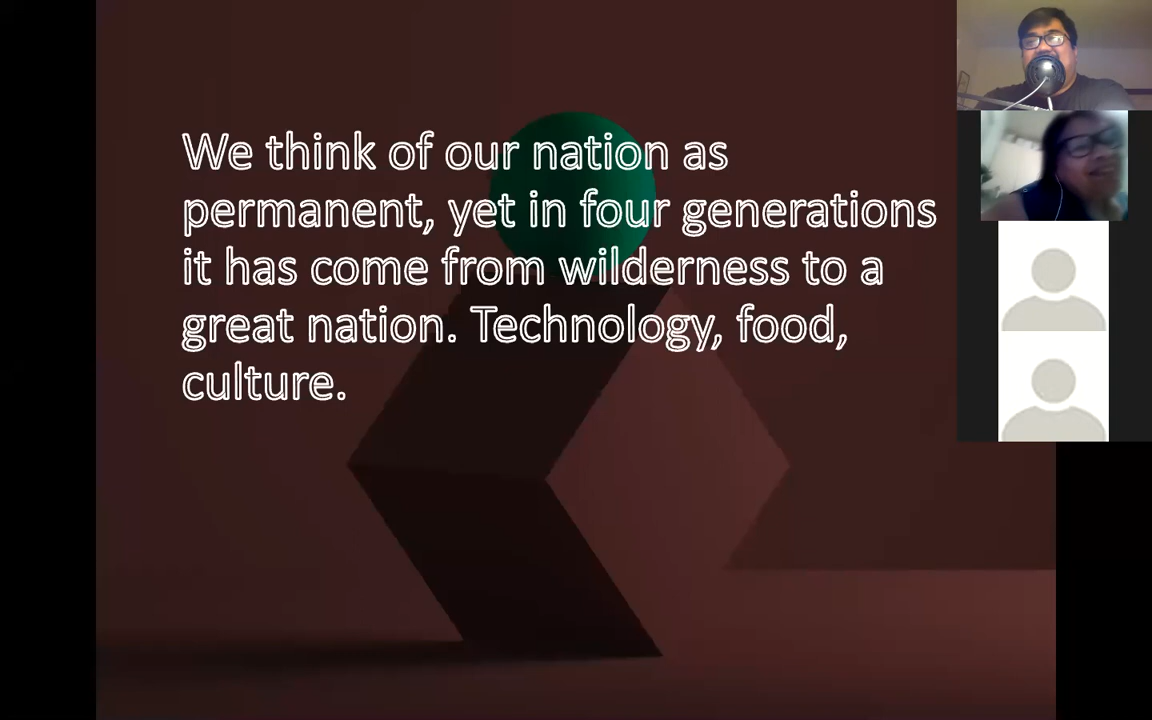 We think of our nation as
permanent, yet in four generations
it has come from wilderness to a
great nation. Technology, food,
culture.